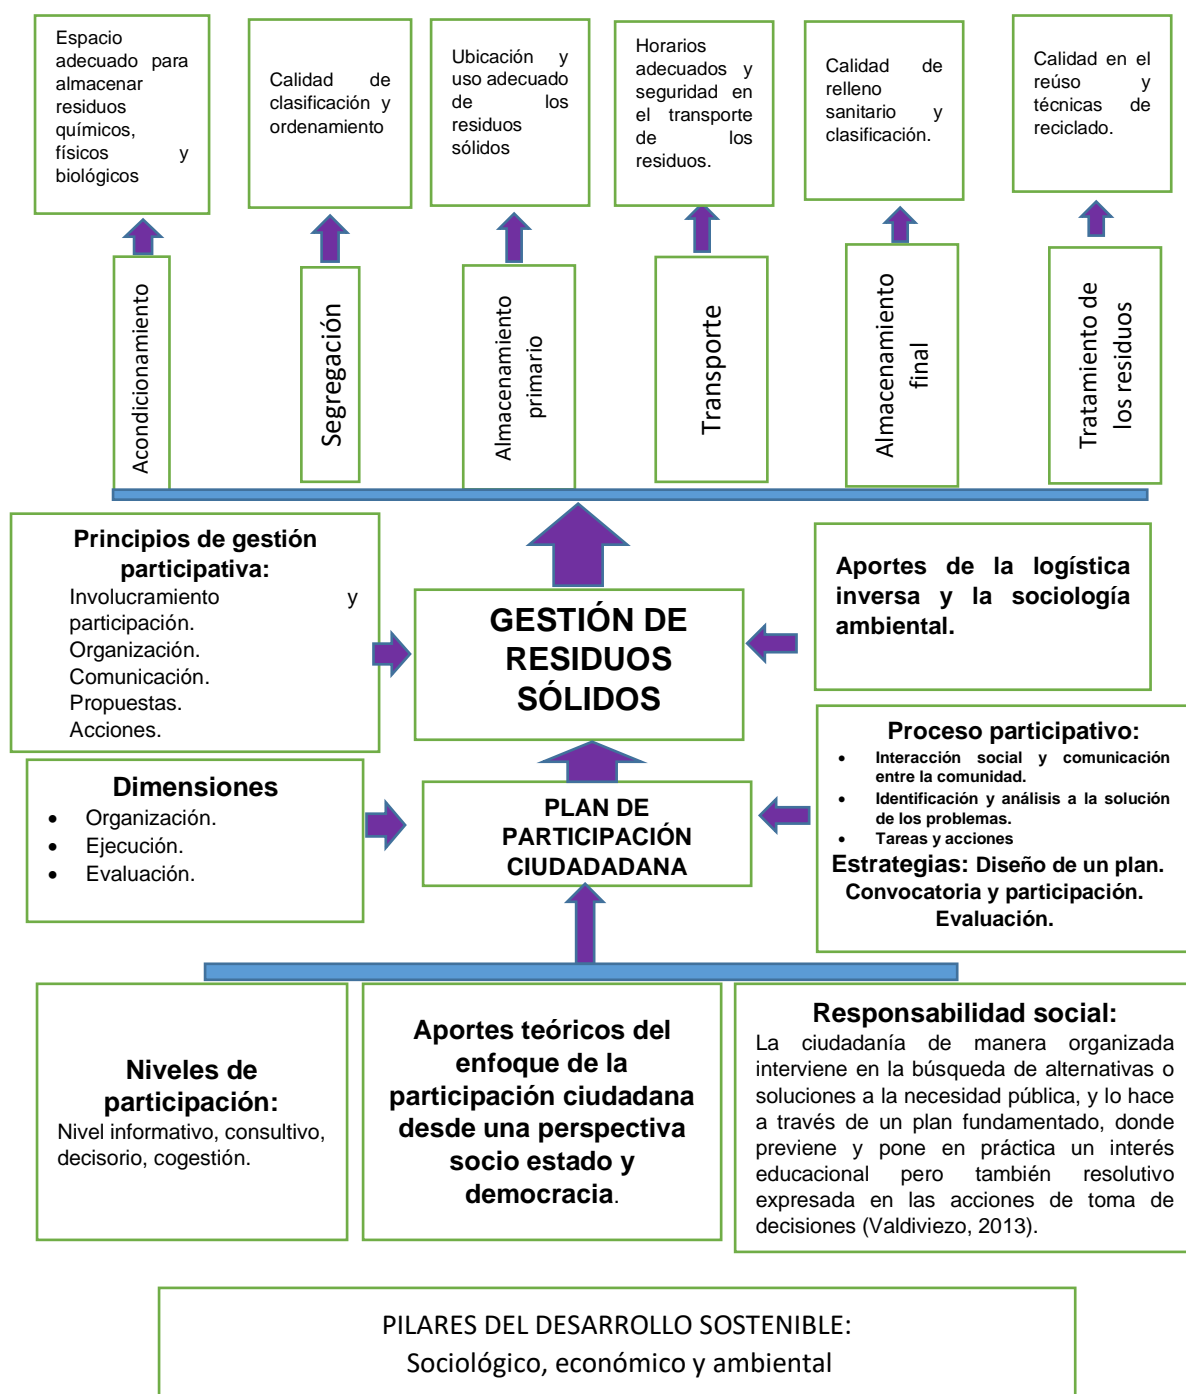 Espacio
adecuado para
almacenar
residuos
químicos,
físicos y
biológicos
Calidad de
clasificación y
ordenamiento
Ubicación y
uso adecuado
de los
residuos
sólidos
Horarios
adecuados y
seguridad en
el transporte
de los
residuos.
Calidad de
relleno
sanitario y
clasificación.
Calidad en el
reúso y
técnicas de
reciclado.
Acondicionamiento
Segregación
Almacenamiento
primario
Transporte
Almacenamiento
final
Tratamiento de
los residuos
Principios de gestión
participativa:
Involucramiento y
participación.
Organización.
Comunicación.
Propuestas.
Acciones.
GESTIÓN DE
RESIDUOS
SÓLIDOS
Aportes de la logística
inversa y la sociología
ambiental.
Dimensiones
• Organización.
• Ejecución.
• Evaluación.
PLAN DE
PARTICIPACIÓN
CIUDADADANA
Proceso participativo:
• Interacción social y comunicación
entre la comunidad.
• Identificación y análisis a la solución
de los problemas.
• Tareas y acciones
Estrategias: Diseño de un plan.
Convocatoria y participación.
Evaluación.
Niveles de
participación:
Nivel informativo, consultivo,
decisorio, cogestión.
Aportes teóricos del
enfoque de la
participación ciudadana
desde una perspectiva
socio estado y
democracia.
Responsabilidad social:
La ciudadanía de manera organizada
interviene en la búsqueda de alternativas o
soluciones a la necesidad pública, y lo hace
a través de un plan fundamentado, donde
previene y pone en práctica un interés
educacional pero también resolutivo
expresada en las acciones de toma de
decisiones (Valdiviezo, 2013).
PILARES DEL DESARROLLO SOSTENIBLE:
Sociológico, económico y ambiental